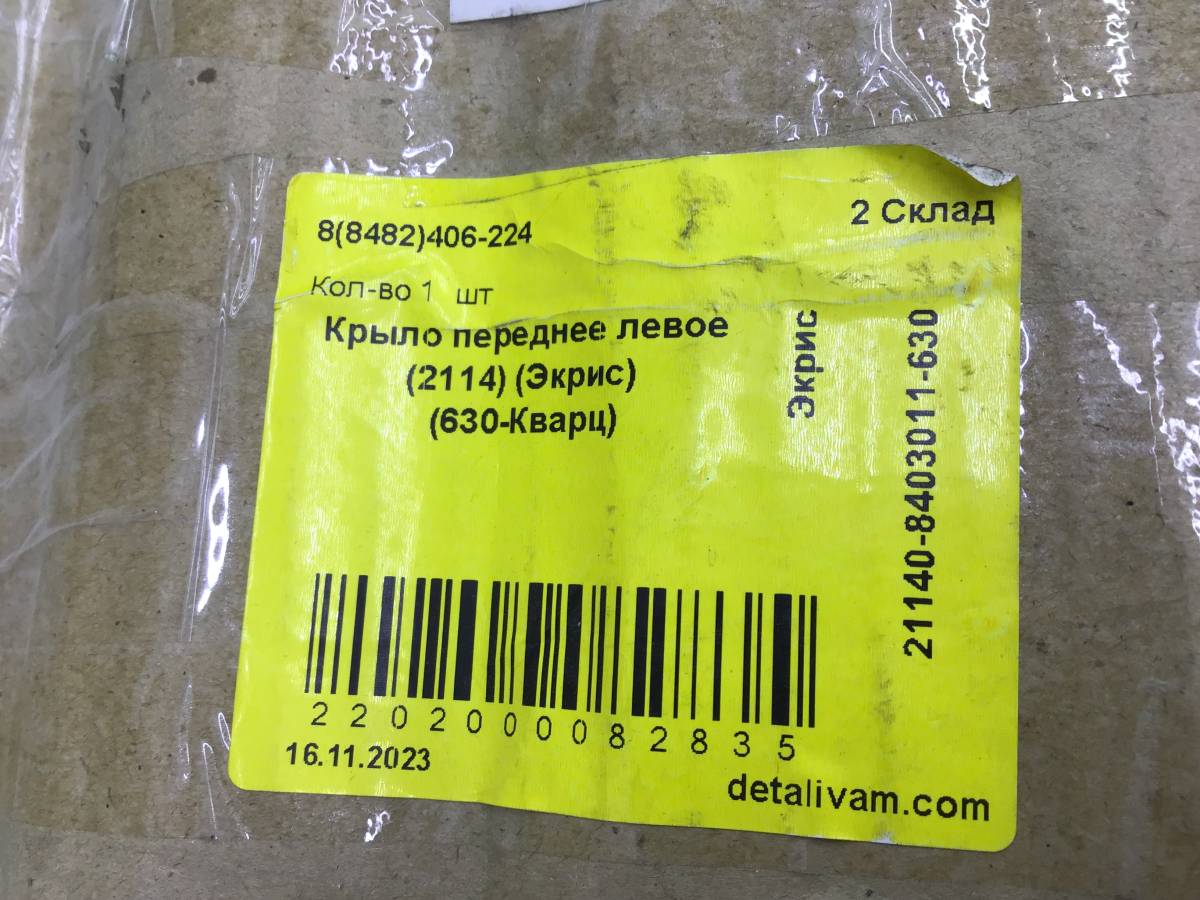 8(8482)406-224
2 Склад
Кол-во 1 шт
Крыло переднее левое
(2114) (Экрис)
(630-Кварц)
Экрис
21140-8403011-630
2202000082835
16.11.2023
detalivam.com